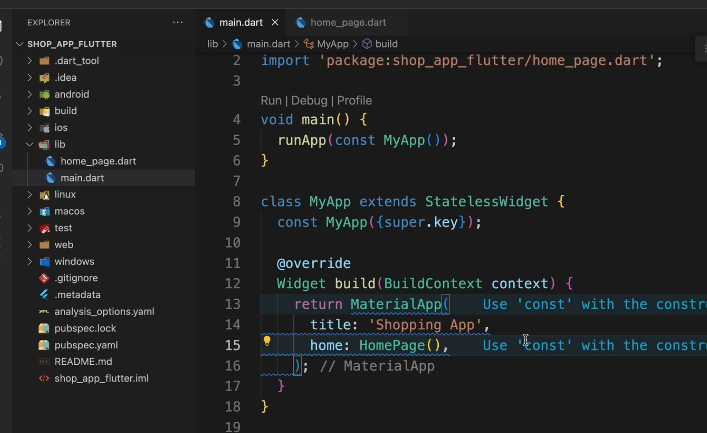 EXPLORER
SHOP_APP_FLUTTER
.dart_tool
.idea
android
build
ios
lib
home_page.dart
main.dart
linux
macos
test
web
windows
.gitignore
.metadata
analysis_options.yaml
pubspec.lock
pubspec.yaml
README.md
shop_app_flutter.iml
main.dart
home_page.dart
lib > main.dart > MyApp > build
2 import 'package:shop_app_flutter/home_page.dart';
3
Run | Debug | Profile
4 void main() {
5 runApp(const MyApp());
6 }
7
8 class MyApp extends StatelessWidget {
9 const MyApp({super.key});
10
11 @override
12 Widget build(BuildContext context) {
13 return MaterialApp( Use 'const' with the constru
14 title: 'Shopping App',
15 home: HomePage(), Use 'const' with the constru
16 ); // MaterialApp
17 }
18 }
19